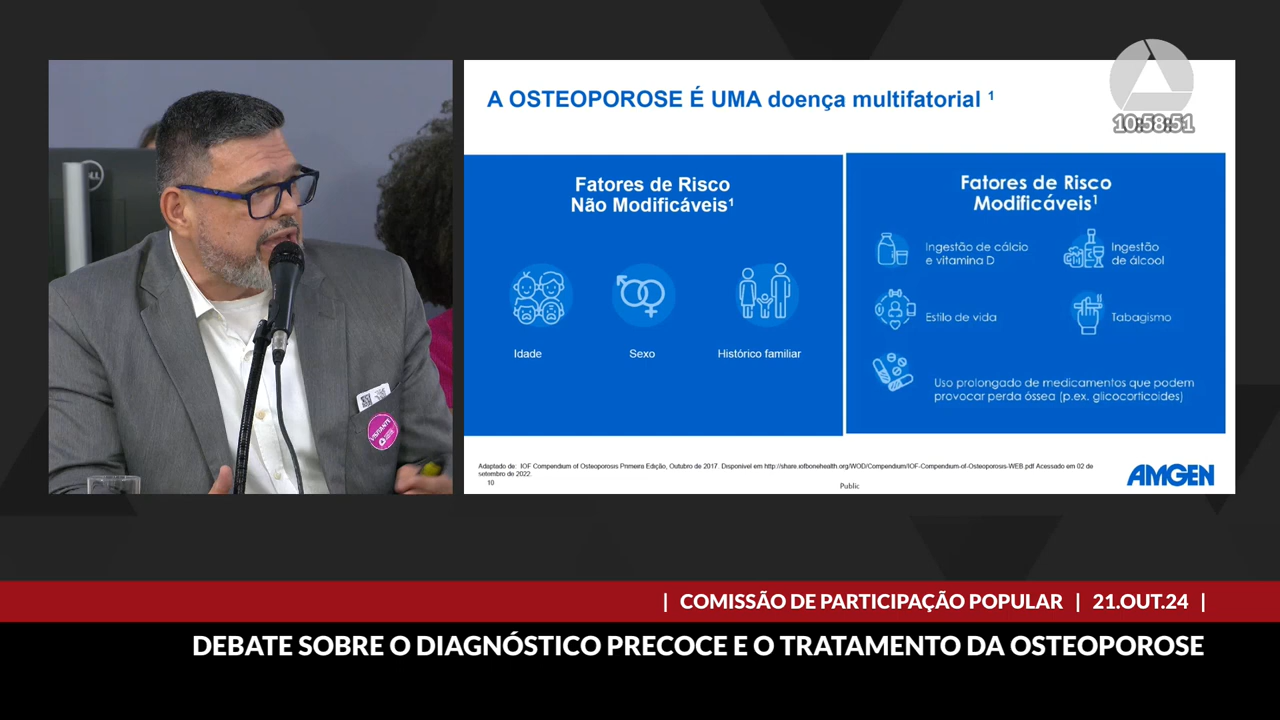 A OSTEOPOROSE É UMA doença multifatorial ¹
10:58:51
DELL
Fatores de Risco
Não Modificáveis¹
Idade
Sexo
Histórico familiar
Fatores de Risco
Modificáveis¹
Ingestão de cálcio
e vitamina D
Ingestão
de álcool
Estilo de vida
Tabagismo
Uso prolongado de medicamentos que podem
provocar perda óssea (p.ex. glicocorticoides)
VISITANTE
Adaptado de: IOF Compendium of Osteoporosis Primeira Edição, Outubro de 2017. Disponível em http://share.iofbonehealth.org/WOD/Compendium/IOF-Compendium-of-Osteoporosis-WEB.pdf Acessado em 02 de
setembro de 2022.
10
Public
AMGEN
| COMISSÃO DE PARTICIPAÇÃO POPULAR | 21.OUT.24 |
DEBATE SOBRE O DIAGNÓSTICO PRECOCE E O TRATAMENTO DA OSTEOPOROSE